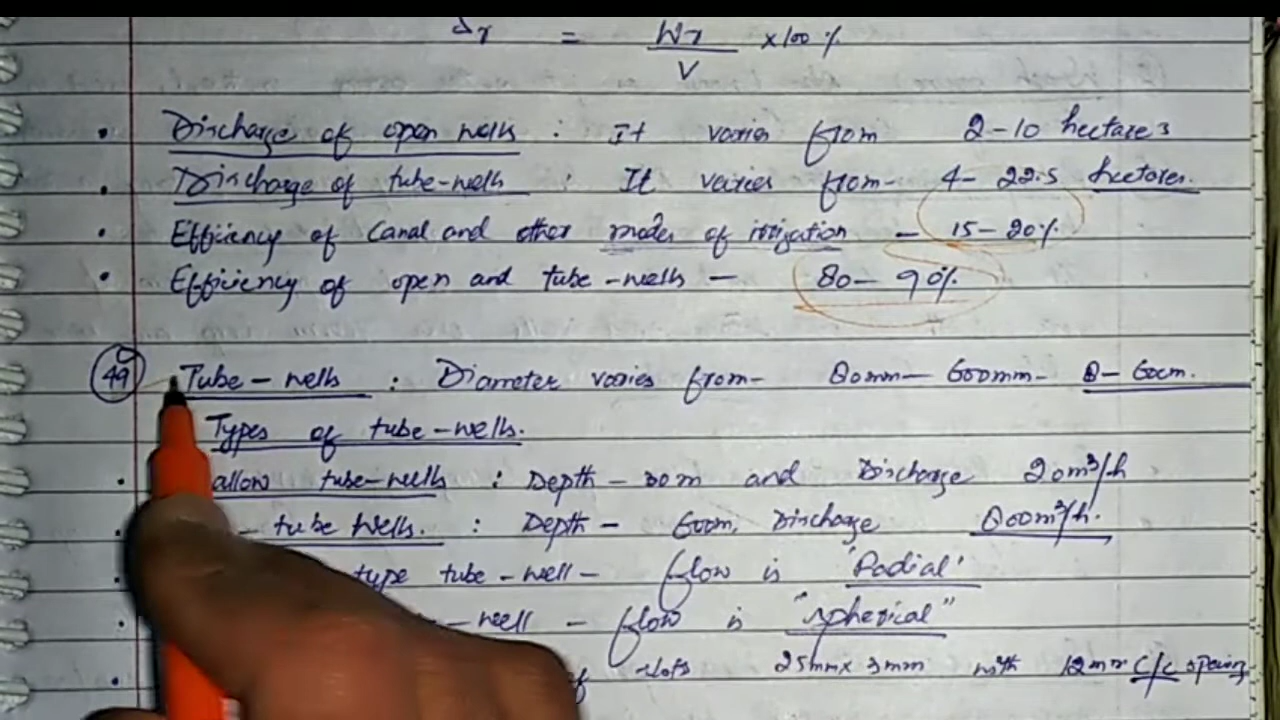 = Wr / V ×100%
• Discharge of open wells : It varies from 2-10 hectares
• Discharge of tube-wells : It varies from- 4- 22.5 hectares.
• Efficiency of Canal and other modes of irrigation - 15-20%.
• Efficiency of open and tube-wells - 80- 90%.
49 Tube-wells : Diameter varies from- 80mm- 600mm- 8- 60cm.
Types of tube-wells.
• allow tube-wells : Depth- 30m and Discharge 20m³/h
• tube wells. : Depth- 600m, Discharge 800m³/h.
type tube-well- flow is 'Radial'
-well - flow is "spherical"
• slots 25mm× 3mm with 12mm C/C spacing